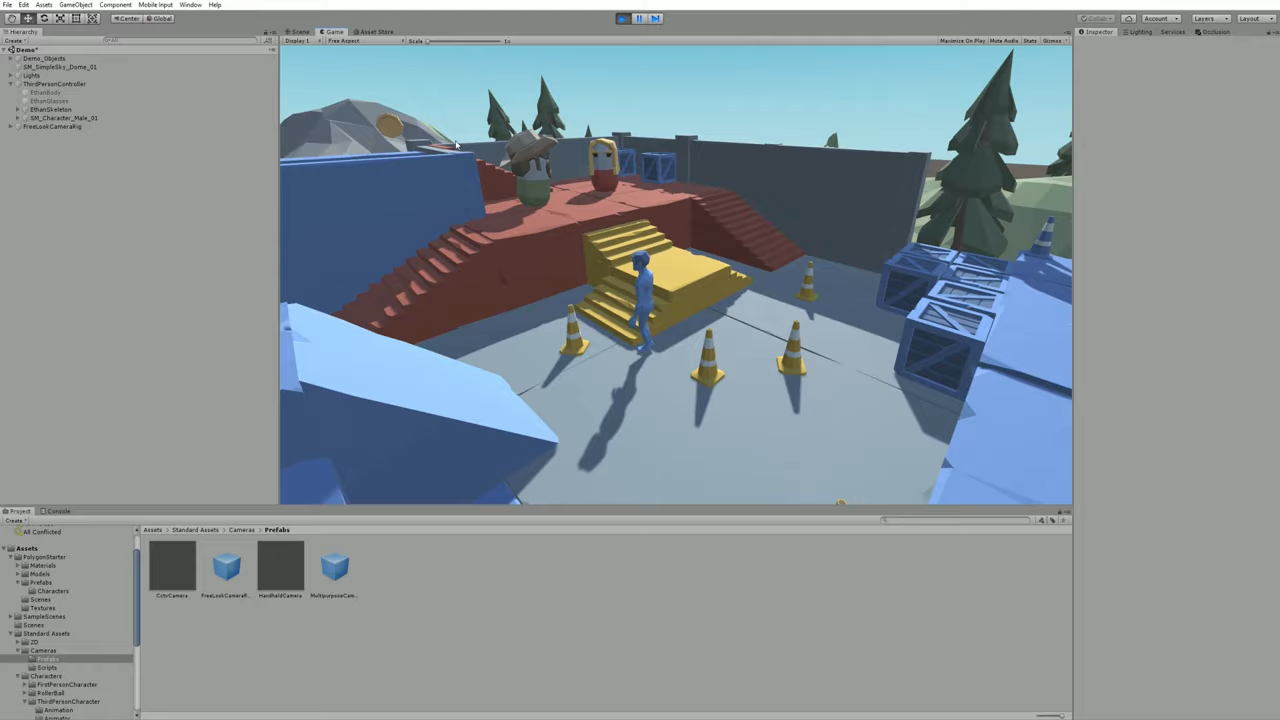 File Edit Assets GameObject Component Mobile Input Window Help
Center Global Collab Account Layers Layout
Hierarchy Scene Game Asset Store Inspector Lighting Services Occlusion
Create All Display 1 Free Aspect Scale 1x Maximize On Play Mute Audio Stats Gizmos
Demo*
Demo_Objects
SM_SimpleSky_Dome_01
Lights
ThirdPersonController
EthanBody
EthanGlasses
EthanSkeleton
SM_Character_Male_01
FreeLookCameraRig
Project Console
Create
All Conflicted
Assets Standard Assets Cameras Prefabs
Assets
PolygonStarter
Materials
Models
Prefabs
Characters
Scenes
Textures
SampleScenes
Scenes
Standard Assets
2D
Cameras
Prefabs
Scripts
Characters
FirstPersonCharacter
RollerBall
ThirdPersonCharacter
Animation
Animator
CctvCamera FreeLookCameraR... HandheldCamera MultipurposeCam...